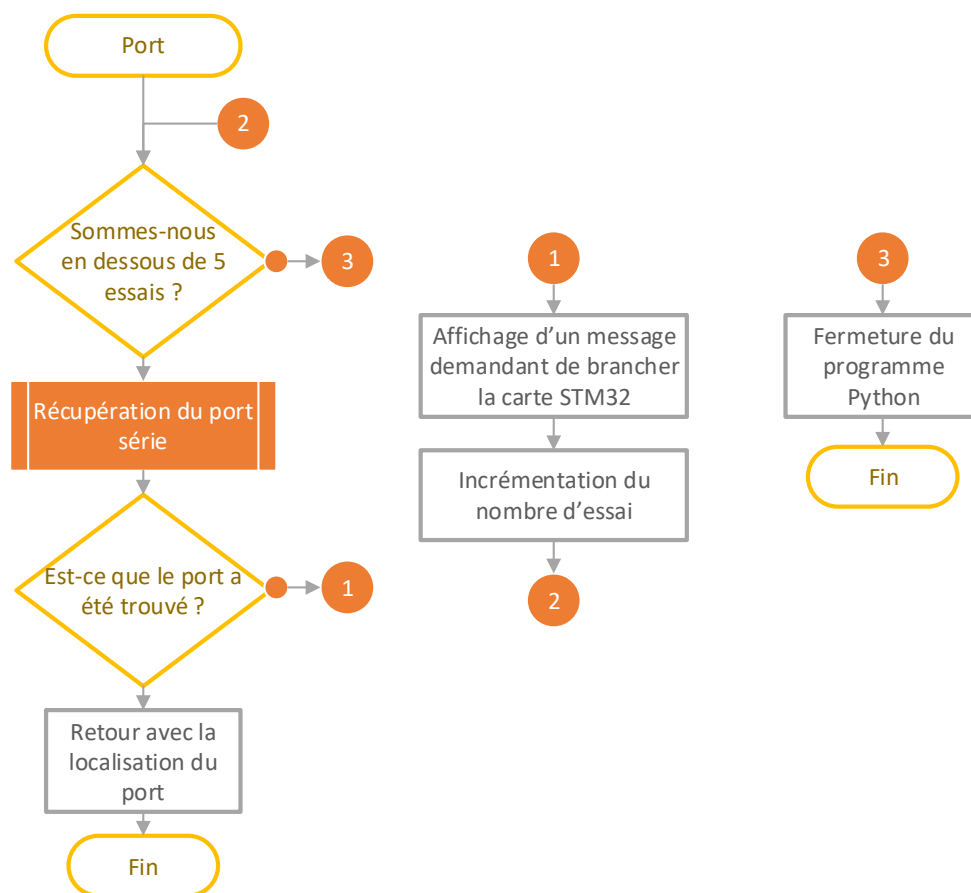 Port
2
Sommes-nous
en dessous de 5
essais ?
3
Récupération du port
série
Est-ce que le port a
été trouvé ?
1
Retour avec la
localisation du
port
Fin
1
Affichage d’un message
demandant de brancher
la carte STM32
Incrémentation du
nombre d’essai
2
3
Fermeture du
programme
Python
Fin